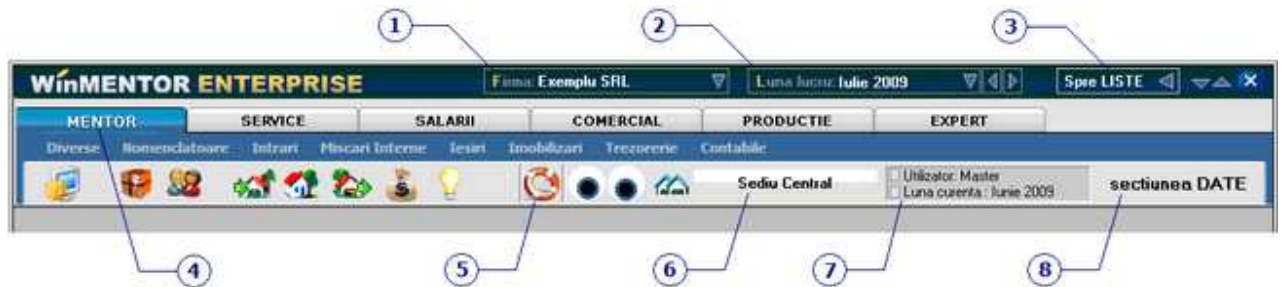 1 2 3
WinMENTOR ENTERPRISE Firma: Exemplu SRL Luna lucru: Iulie 2009 Spre LISTE
MENTOR SERVICE SALARII COMERCIAL PRODUCTIE EXPERT
Diverse Nomenclatoare Intrari Miscari Interne Iesiri Imobilizari Trezorerie Contabile
Sediu Central Utilizator: Master sectiunea DATE
Luna curenta : Iunie 2009
4 5 6 7 8